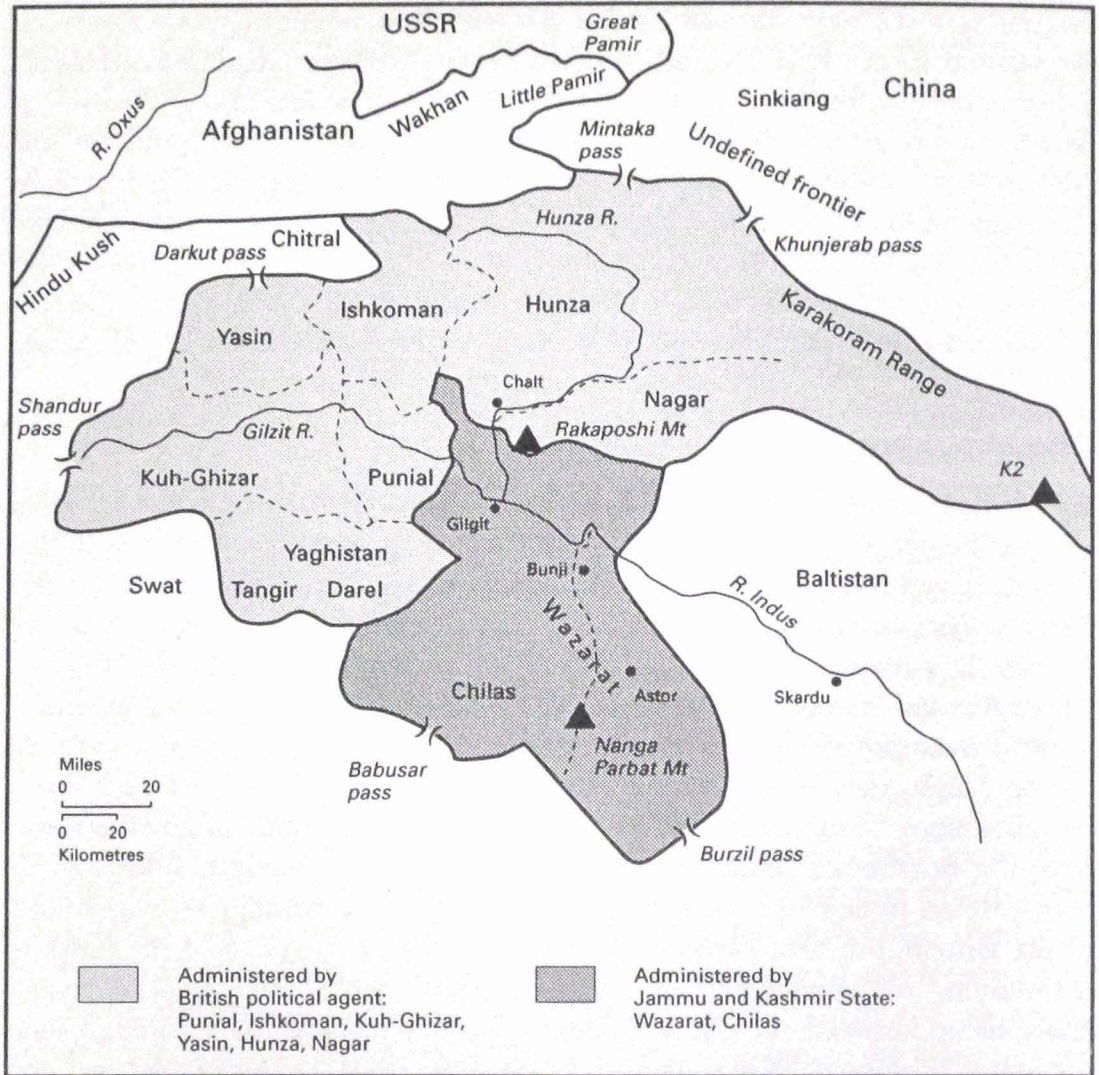 USSR
Great
Pamir
R. Oxus
Afghanistan
Wakhan
Little Pamir
Sinkiang
China
Mintaka
pass
Undefined frontier
Hindu Kush
Darkut pass
Chitral
Hunza R.
Khunjerab pass
Ishkoman
Hunza
Yasin
Karakoram Range
Shandur
pass
Gilzit R.
Chalt
Nagar
Rakaposhi Mt
Kuh-Ghizar
Punial
K2
Gilgit
Yaghistan
Bunji
Baltistan
Swat
Tangir
Darel
R. Indus
Wazarat
Chilas
Astor
Skardu
Nanga
Parbat Mt
Babusar
pass
Miles
0 20
0 20
Kilometres
Burzil pass
Administered by
British political agent:
Punial, Ishkoman, Kuh-Ghizar,
Yasin, Hunza, Nagar
Administered by
Jammu and Kashmir State:
Wazarat, Chilas